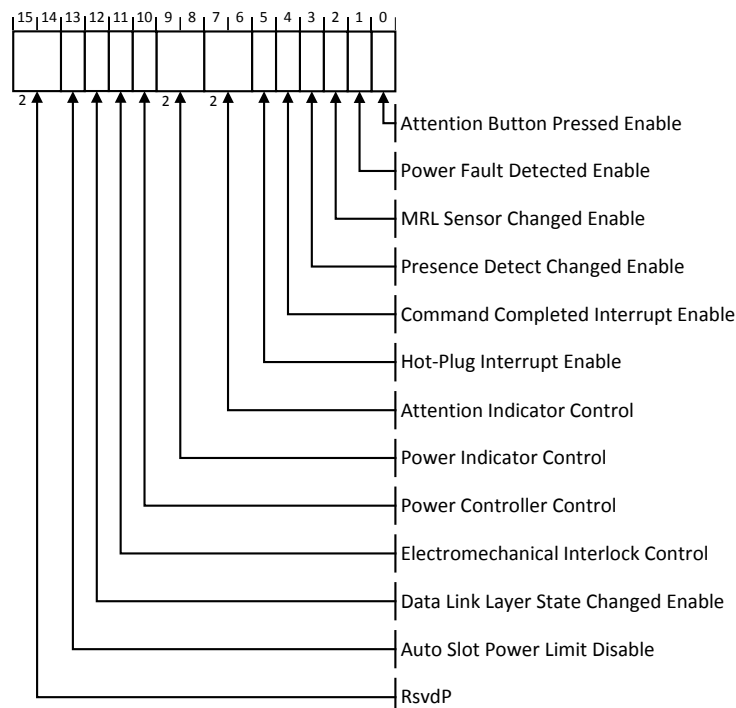 15 14 13 12 11 10 9 8 7 6 5 4 3 2 1 0
2 2 2
Attention Button Pressed Enable
Power Fault Detected Enable
MRL Sensor Changed Enable
Presence Detect Changed Enable
Command Completed Interrupt Enable
Hot-Plug Interrupt Enable
Attention Indicator Control
Power Indicator Control
Power Controller Control
Electromechanical Interlock Control
Data Link Layer State Changed Enable
Auto Slot Power Limit Disable
RsvdP